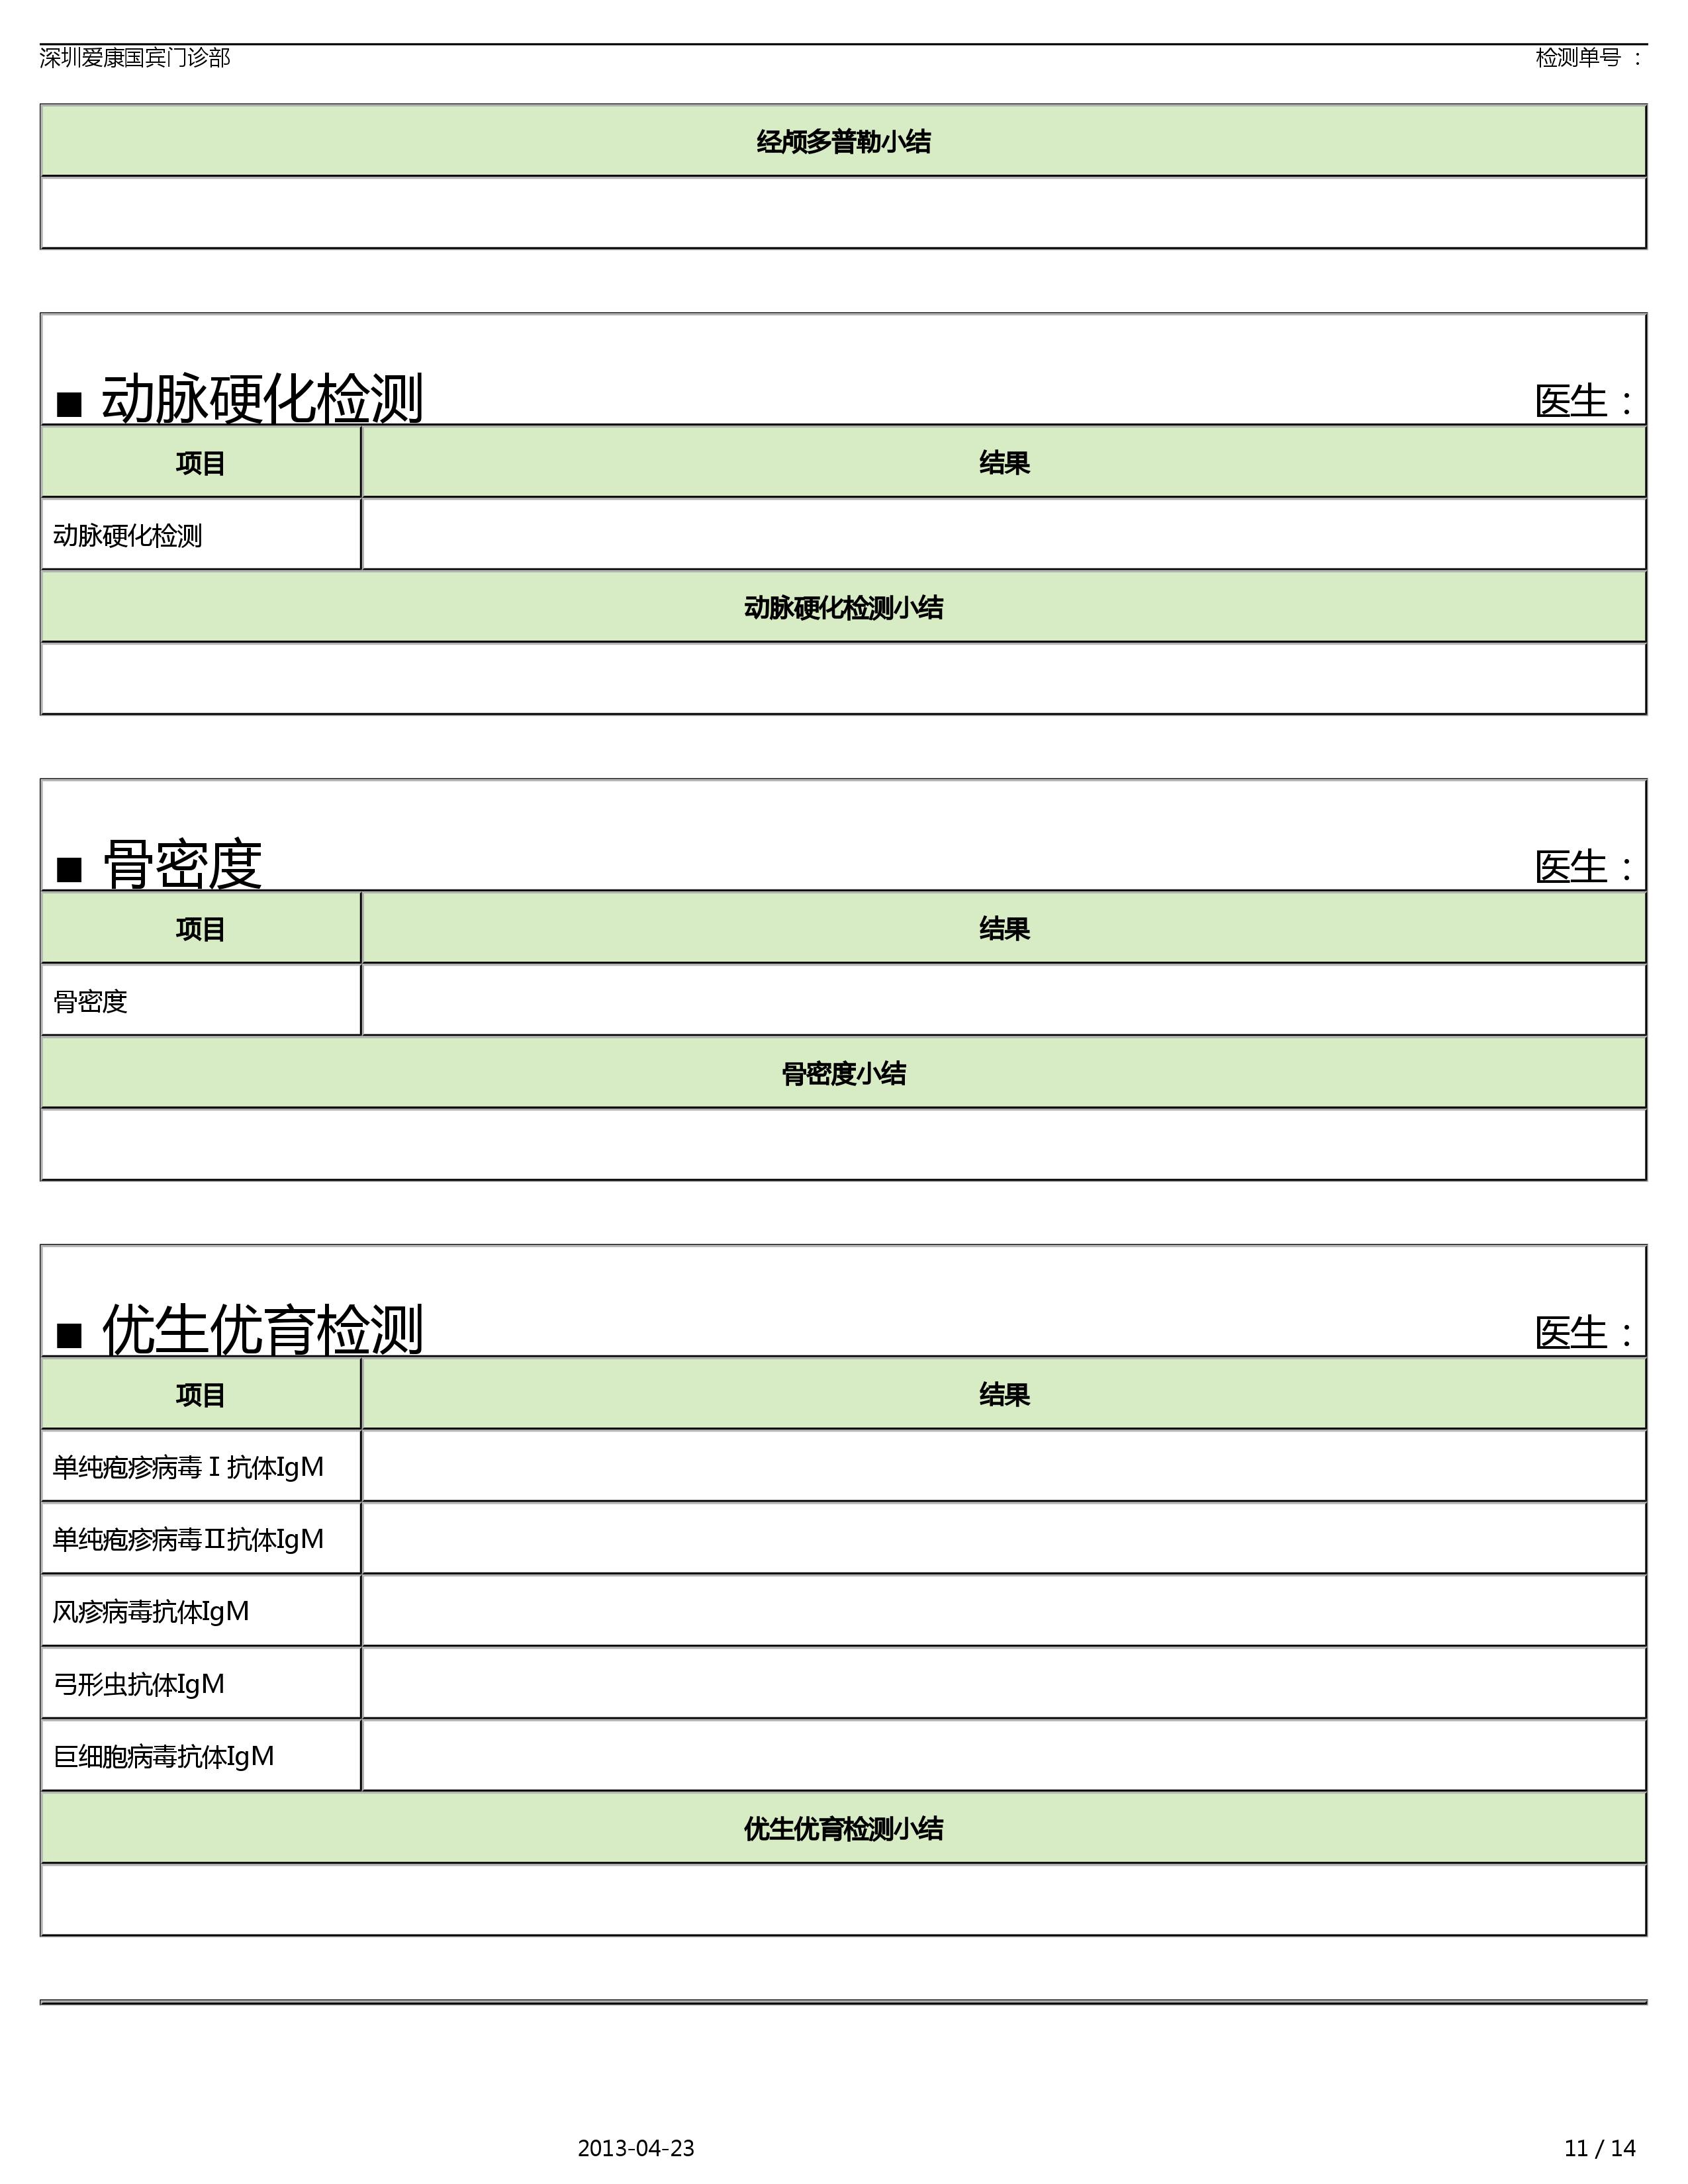 深圳爱康国宾门诊部 检测单号 ：
经颅多普勒小结
■ 动脉硬化检测 医生：
项目 结果
动脉硬化检测
动脉硬化检测小结
■ 骨密度 医生：
项目 结果
骨密度
骨密度小结
■ 优生优育检测 医生：
项目 结果
单纯疱疹病毒Ⅰ抗体IgM
单纯疱疹病毒Ⅱ抗体IgM
风疹病毒抗体IgM
弓形虫抗体IgM
巨细胞病毒抗体IgM
优生优育检测小结
2013-04-23 11 / 14